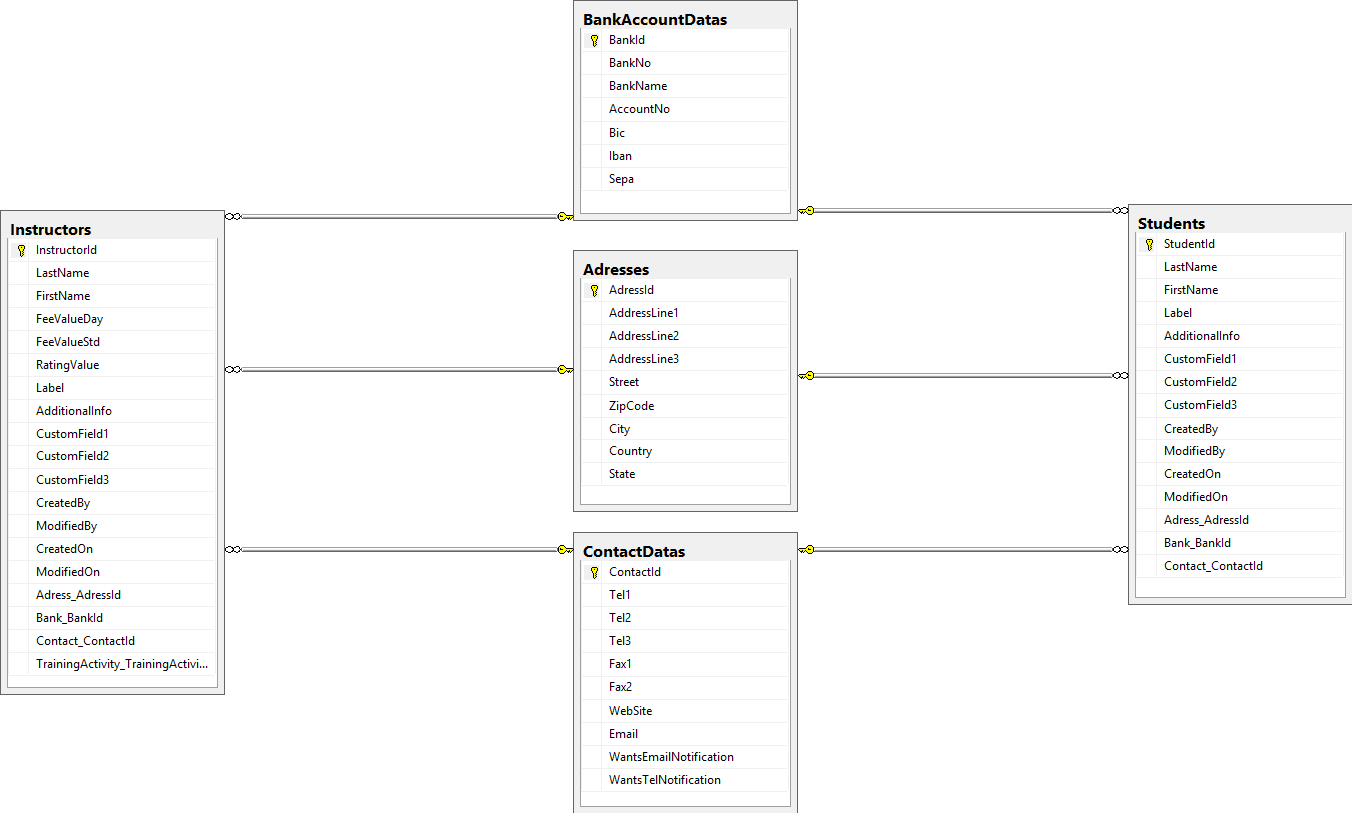 BankAccountDatas
BankId
BankNo
BankName
AccountNo
Bic
Iban
Sepa
Instructors
InstructorId
LastName
FirstName
FeeValueDay
FeeValueStd
RatingValue
Label
AdditionalInfo
CustomField1
CustomField2
CustomField3
CreatedBy
ModifiedBy
CreatedOn
ModifiedOn
Adress_AdressId
Bank_BankId
Contact_ContactId
TrainingActivity_TrainingActivi...
Adresses
AdressId
AddressLine1
AddressLine2
AddressLine3
Street
ZipCode
City
Country
State
ContactDatas
ContactId
Tel1
Tel2
Tel3
Fax1
Fax2
WebSite
Email
WantsEmailNotification
WantsTelNotification
Students
StudentId
LastName
FirstName
Label
AdditionalInfo
CustomField1
CustomField2
CustomField3
CreatedBy
ModifiedBy
CreatedOn
ModifiedOn
Adress_AdressId
Bank_BankId
Contact_ContactId